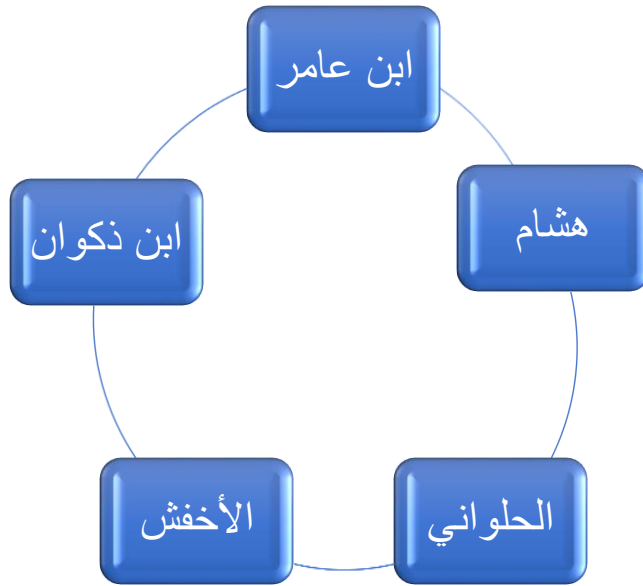 ابن عامر
هشام
ابن ذكوان
الحلواني
الأخفش